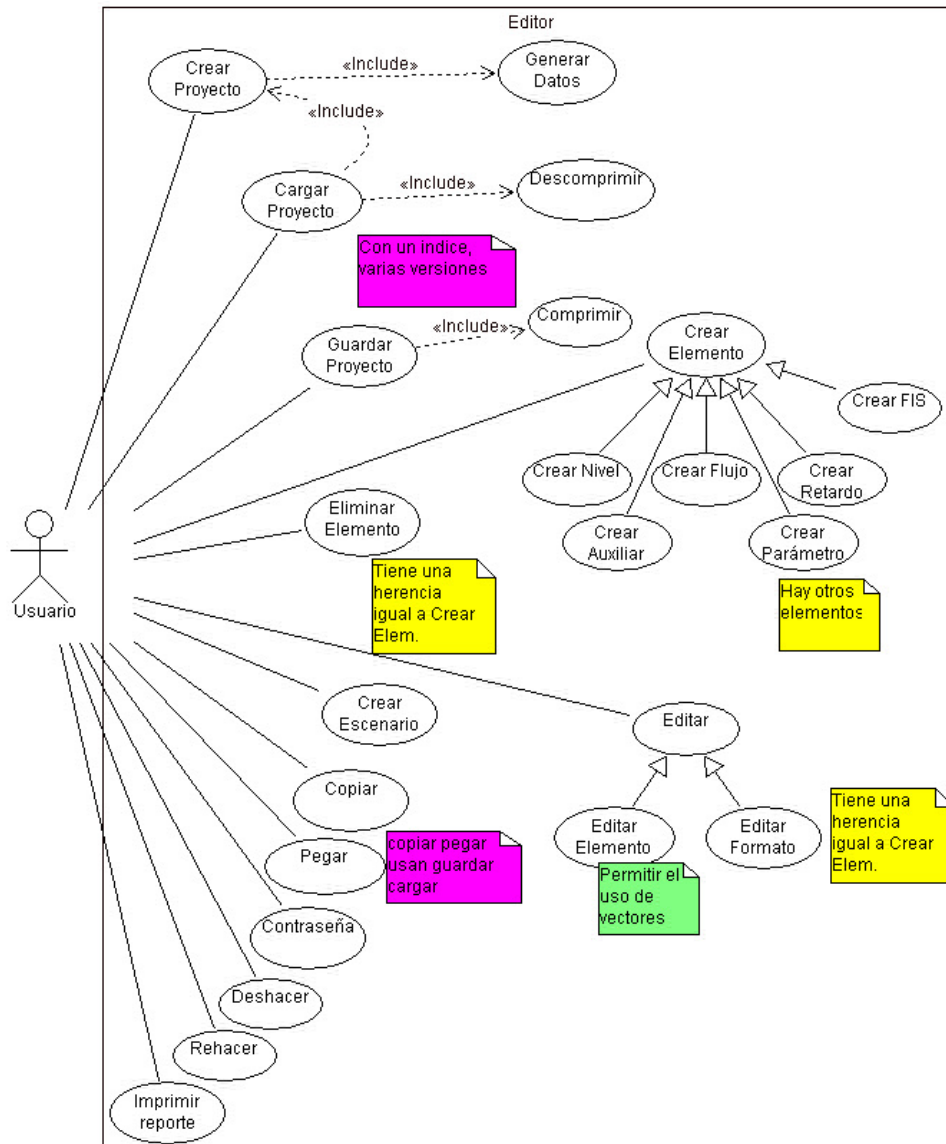 Editor
Crear
Proyecto
«Include»
Generar
Datos
«Include»
Cargar
Proyecto
«Include»
Descomprimir
Con un indice,
varias versiones
Guardar
Proyecto
«Include»
Comprimir
Crear
Elemento
Crear FIS
Crear Nivel
Crear Flujo
Crear
Retardo
Crear
Auxiliar
Crear
Parámetro
Eliminar
Elemento
Tiene una
herencia
igual a Crear
Elem.
Hay otros
elementos
Usuario
Crear
Escenario
Editar
Copiar
Pegar
copiar pegar
usan guardar
cargar
Editar
Elemento
Editar
Formato
Tiene una
herencia
igual a Crear
Elem.
Permitir el
uso de
vectores
Contraseña
Deshacer
Rehacer
Imprimir
reporte